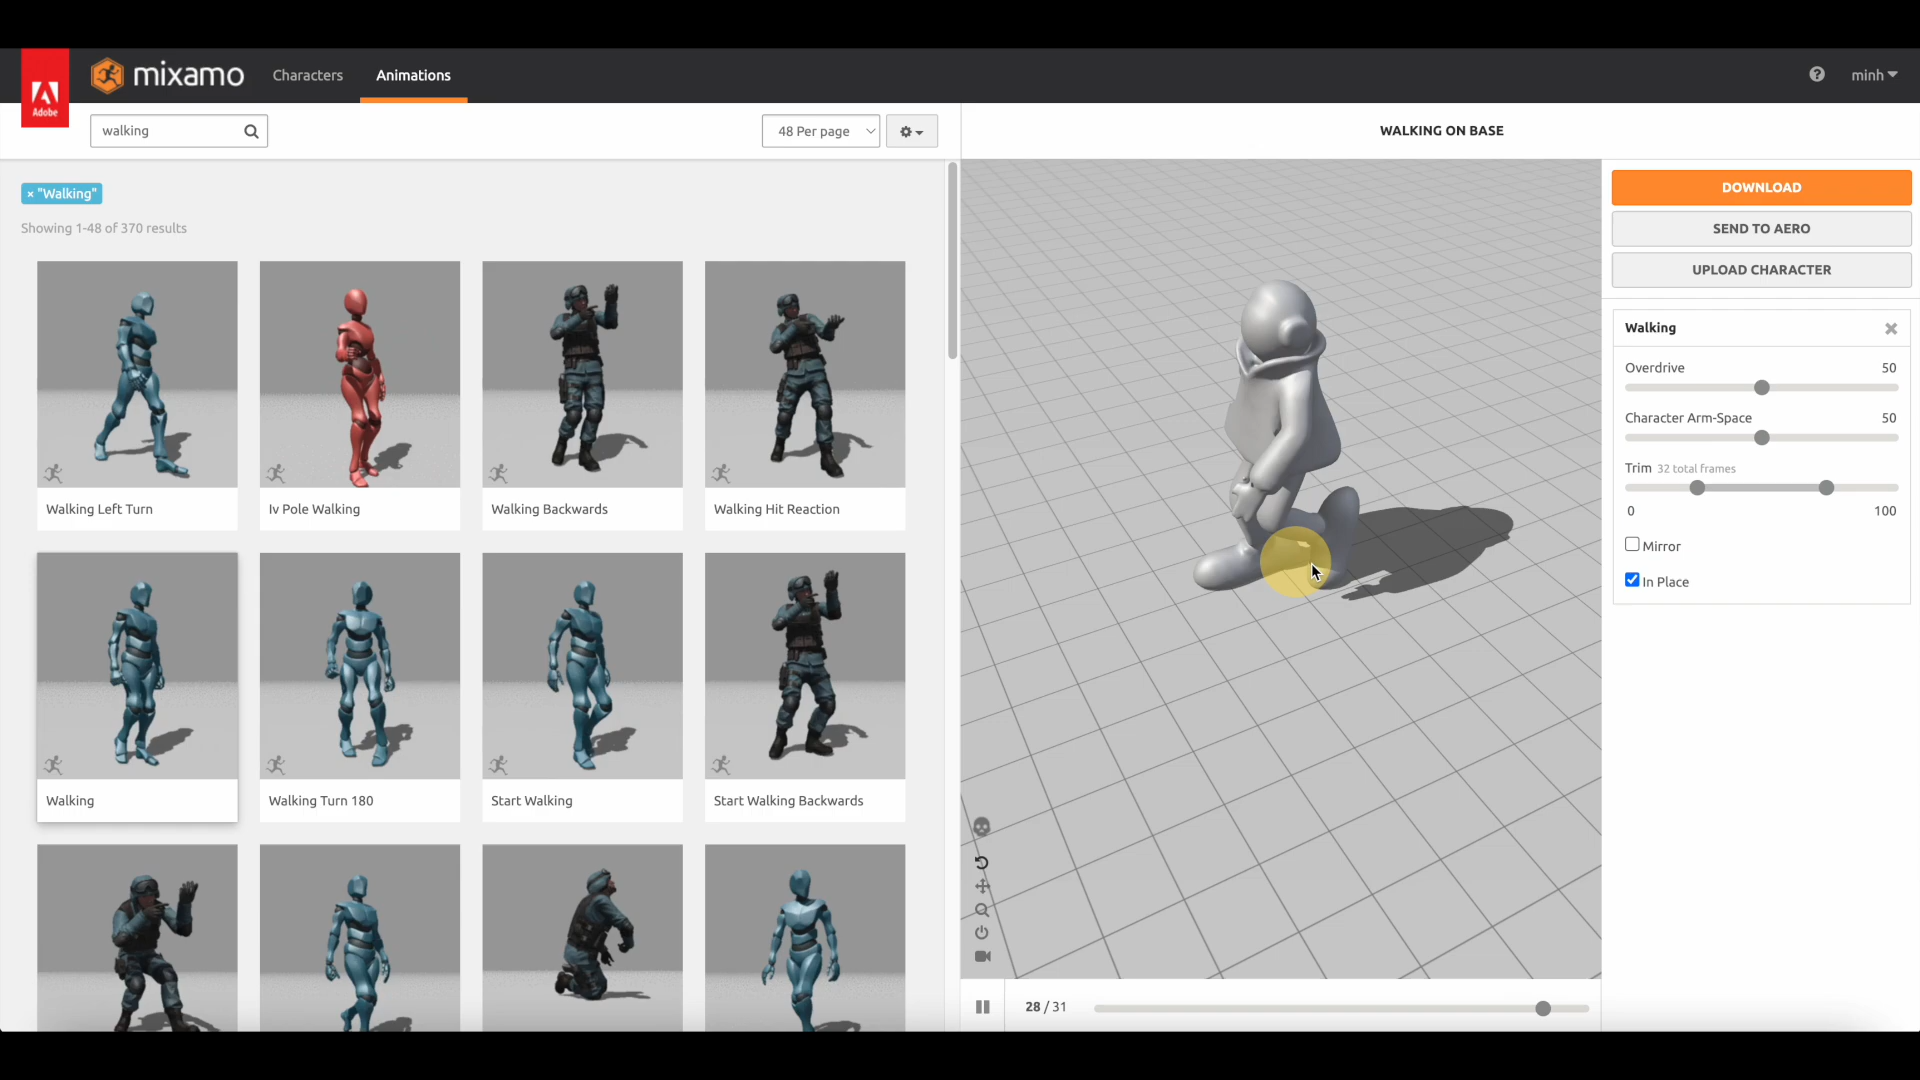 Adobe
mixamo
Characters
Animations
minh
walking
48 Per page
WALKING ON BASE
× "Walking"
Showing 1-48 of 370 results
Walking Left Turn
Iv Pole Walking
Walking Backwards
Walking Hit Reaction
Walking
Walking Turn 180
Start Walking
Start Walking Backwards
28 / 31
DOWNLOAD
SEND TO AERO
UPLOAD CHARACTER
Walking
Overdrive 50
Character Arm-Space 50
Trim 32 total frames
0 100
Mirror
In Place